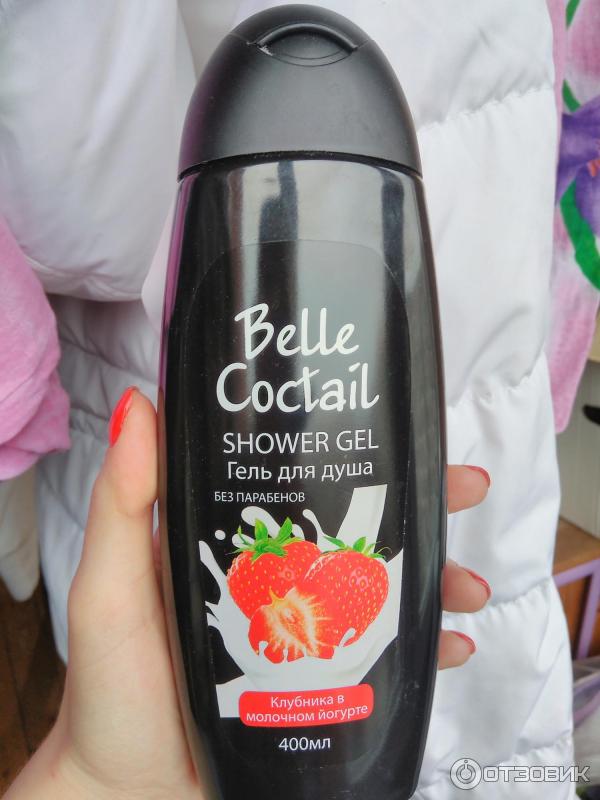 Belle
Coctail
SHOWER GEL
Гель для душа
БЕЗ ПАРАБЕНОВ
Клубника в
молочном йогурте
400мл
ОТЗОВИК